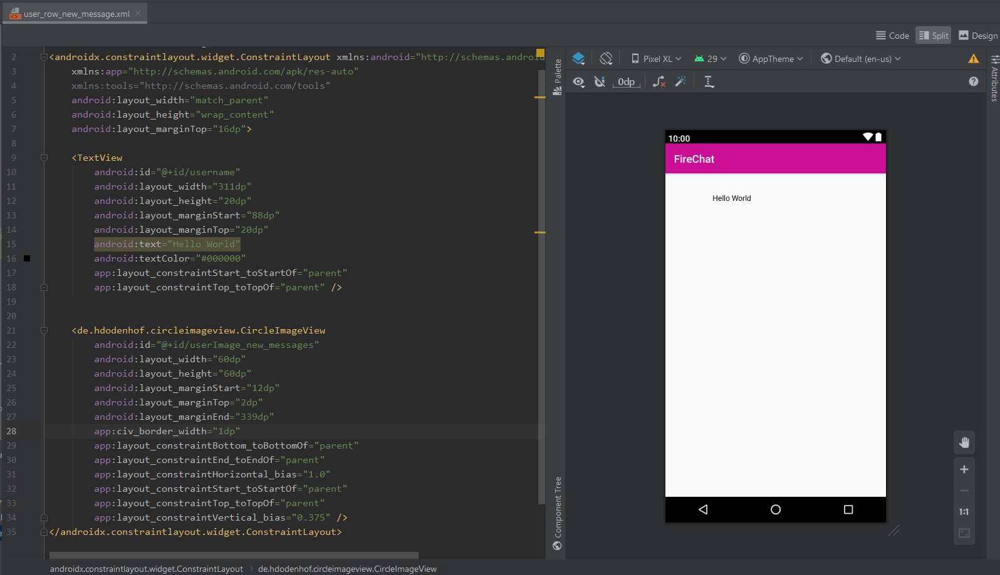 user_row_new_message.xml
Code Split Design
2 <androidx.constraintlayout.widget.ConstraintLayout xmlns:android="http://schemas.android
3 xmlns:app="http://schemas.android.com/apk/res-auto"
4 xmlns:tools="http://schemas.android.com/tools"
5 android:layout_width="match_parent"
6 android:layout_height="wrap_content"
7 android:layout_marginTop="16dp">
8
9 <TextView
10 android:id="@+id/username"
11 android:layout_width="311dp"
12 android:layout_height="20dp"
13 android:layout_marginStart="88dp"
14 android:layout_marginTop="20dp"
15 android:text="Hello World"
16 android:textColor="#000000"
17 app:layout_constraintStart_toStartOf="parent"
18 app:layout_constraintTop_toTopOf="parent" />
19
20
21 <de.hdodenhof.circleimageview.CircleImageView
22 android:id="@+id/userImage_new_messages"
23 android:layout_width="60dp"
24 android:layout_height="60dp"
25 android:layout_marginStart="12dp"
26 android:layout_marginTop="2dp"
27 android:layout_marginEnd="339dp"
28 app:civ_border_width="1dp"
29 app:layout_constraintBottom_toBottomOf="parent"
30 app:layout_constraintEnd_toEndOf="parent"
31 app:layout_constraintHorizontal_bias="1.0"
32 app:layout_constraintStart_toStartOf="parent"
33 app:layout_constraintTop_toTopOf="parent"
34 app:layout_constraintVertical_bias="0.375" />
35 </androidx.constraintlayout.widget.ConstraintLayout>
androidx.constraintlayout.widget.ConstraintLayout › de.hdodenhof.circleimageview.CircleImageView
Palette
Component Tree
Pixel XL 29 AppTheme Default (en-us)
0dp
10:00
FireChat
Hello World
1:1
Attributes